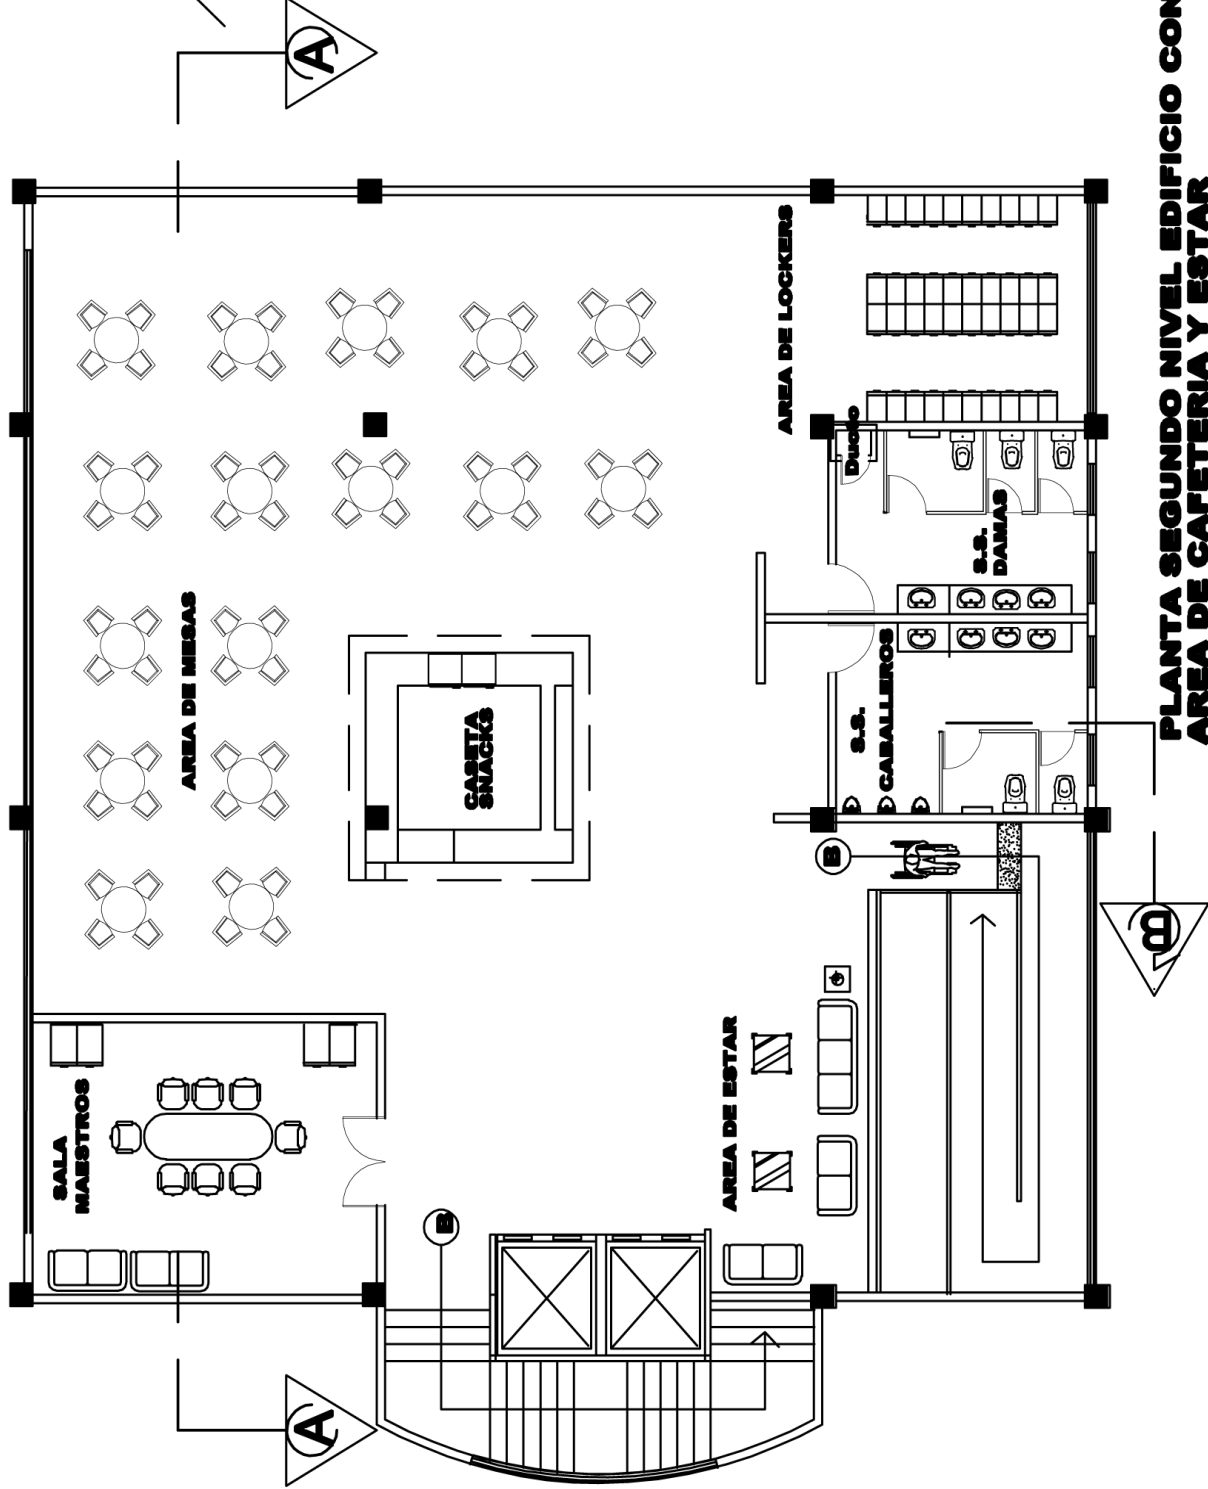 PLANTA SEGUNDO NIVEL EDIFICIO CON
AREA DE CAFETERIA Y ESTAR
A
A
AREA DE MESAS
AREA DE LOCKERS
Ducto
S.S.
DAMAS
S.S.
CABALLEROS
CASETA
SNACKS
SALA
MAESTROS
AREA DE ESTAR
B
B
B